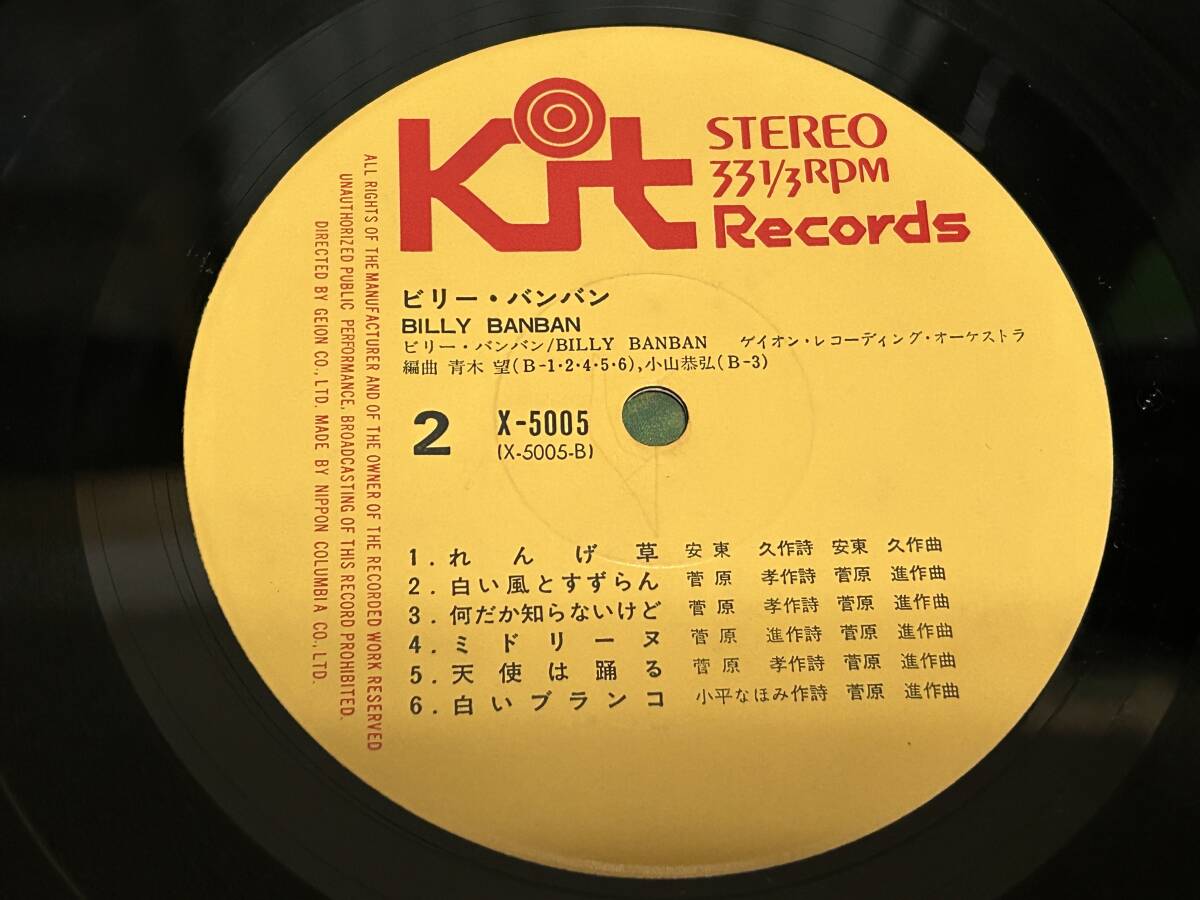 Kit
STEREO
33 1/3 RPM
Records
ビリー・バンバン
BILLY BANBAN
ビリー・バンバン/BILLY BANBAN ゲイオン・レコーディング・オーケストラ
編曲 青木 望(B-1・2・4・5・6),小山恭弘(B-3)
2 X-5005
(X-5005-B)
1. れんげ草 安東 久作詩 安東 久作曲
2. 白い風とすずらん 菅原 孝作詩 菅原 進作曲
3. 何だか知らないけど 菅原 孝作詩 菅原 進作曲
4. ミドリーヌ 菅原 進作詩 菅原 進作曲
5. 天使は踊る 菅原 孝作詩 菅原 進作曲
6. 白いブランコ 小平なほみ作詩 菅原 進作曲
ALL RIGHTS OF THE MANUFACTURER AND OF THE OWNER OF THE RECORDED WORK RESERVED
UNAUTHORIZED PUBLIC PERFORMANCE, BROADCASTING OF THIS RECORD PROHIBITED.
DIRECTED BY GEION CO., LTD. MADE BY NIPPON COLUMBIA CO., LTD.